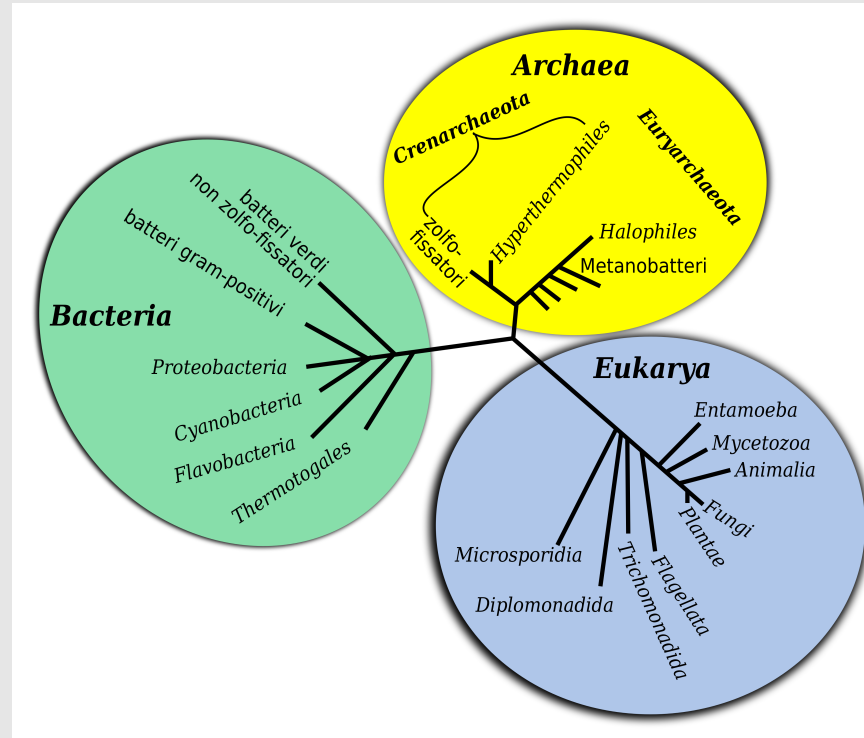 Archaea
Crenarchaeota
Euryarchaeota
Hyperthermophiles
zolfo-
fissatori
Halophiles
Metanobatteri
Bacteria
batteri verdi
non zolfo-fissatori
batteri gram-positivi
Proteobacteria
Cyanobacteria
Flavobacteria
Thermotogales
Eukarya
Entamoeba
Mycetozoa
Animalia
Fungi
Plantae
Flagellata
Trichomonadida
Microsporidia
Diplomonadida